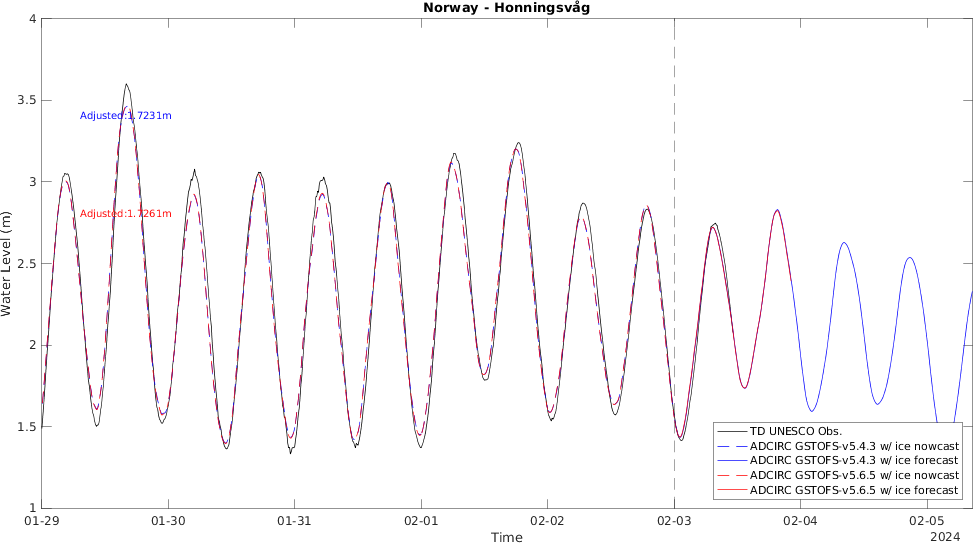 Norway - Honningsvåg
4
3.5
3
2.5
2
1.5
1
Water Level (m)
Adjusted:1.7231m
Adjusted:1.7261m
TD UNESCO Obs.
ADCIRC GSTOFS-v5.4.3 w/ ice nowcast
ADCIRC GSTOFS-v5.4.3 w/ ice forecast
ADCIRC GSTOFS-v5.6.5 w/ ice nowcast
ADCIRC GSTOFS-v5.6.5 w/ ice forecast
01-29 01-30 01-31 02-01 02-02 02-03 02-04 02-05
Time
2024